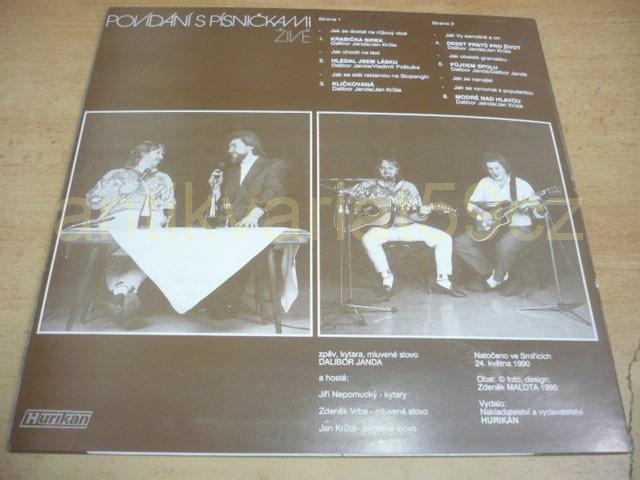 POVÍDÁNÍ S PÍSNIČKAMI
ŽIVĚ
Strana 1
- Jak se dostat na růžový obal
1. KRABIČKA SIREK
Dalibor Janda/Jan Krůta
- Jak chodit na taxi
2. HLEDAL JSEM LÁSKU
Dalibor Janda/Vladimír Poštulka
- Jak se stát reklamou na Stopangin
3. KLIČKOVANÁ
Dalibor Janda/Jan Krůta
Strana 2
- Jak Vy samotná a on
4. DESET PRSTŮ PRO ŽIVOT
Dalibor Janda/Jan Krůta
- Jak obelstít gramatiku
5. PŮJDEM SPOLU
Dalibor Janda/Dalibor Janda
- Jak se nenajíst
- Jak se vyrovnat s popularitou
6. MODRÉ NAD HLAVOU
Dalibor Janda/Jan Krůta
antikvariat59.cz
zpěv, kytara, mluvené slovo
DALIBOR JANDA
a hosté:
Jiří Nepomucký - kytary
Zdeněk Vrba - mluvené slovo
Jan Krůta - mluvené slovo
Natočeno ve Smiřicích
24. května 1990
Obal: © foto, design:
Zdeněk MALOTA 1990
Vydalo:
Nakladatelství a vydavatelství
HURIKÁN
Hurikán